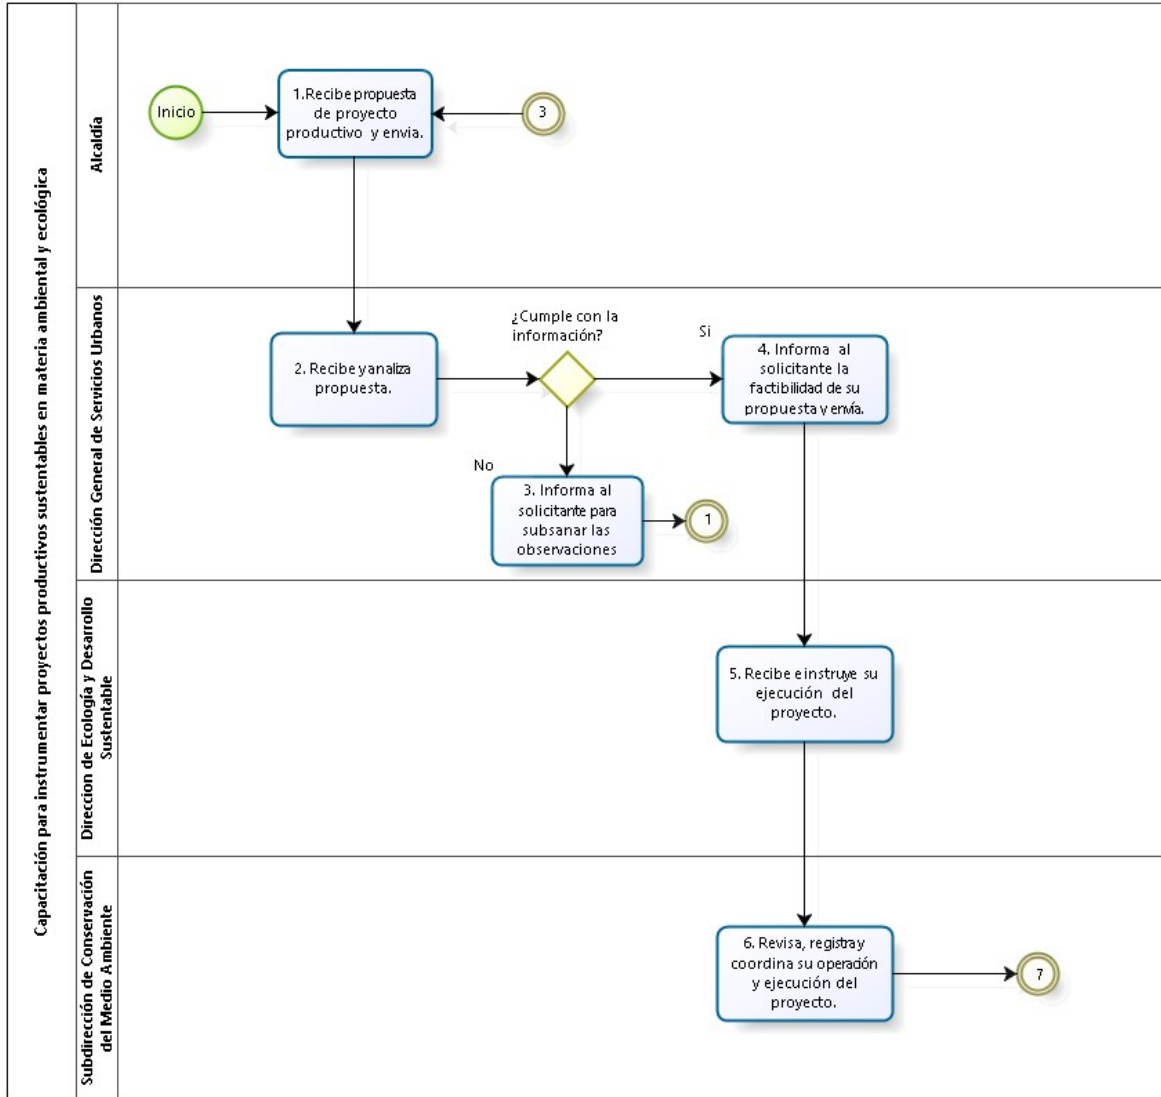 Capacitación para instrumentar proyectos productivos sustentables en materia ambiental y ecológica
Alcaldía
Inicio
1.Recibe propuesta
de proyecto
productivo y envia.
3
Dirección General de Servicios Urbanos
2. Recibe y analiza
propuesta.
¿Cumple con la
información?
Si
4. Informa al
solicitante la
factibilidad de su
propuesta y envía.
No
3. Informa al
solicitante para
subsanar las
observaciones
1
Direccion de Ecología y Desarrollo
Sustentable
5. Recibe e instruye su
ejecución del
proyecto.
Subdirección de Conservación
del Medio Ambiente
6. Revisa, registra y
coordina su operación
y ejecución del
proyecto.
7